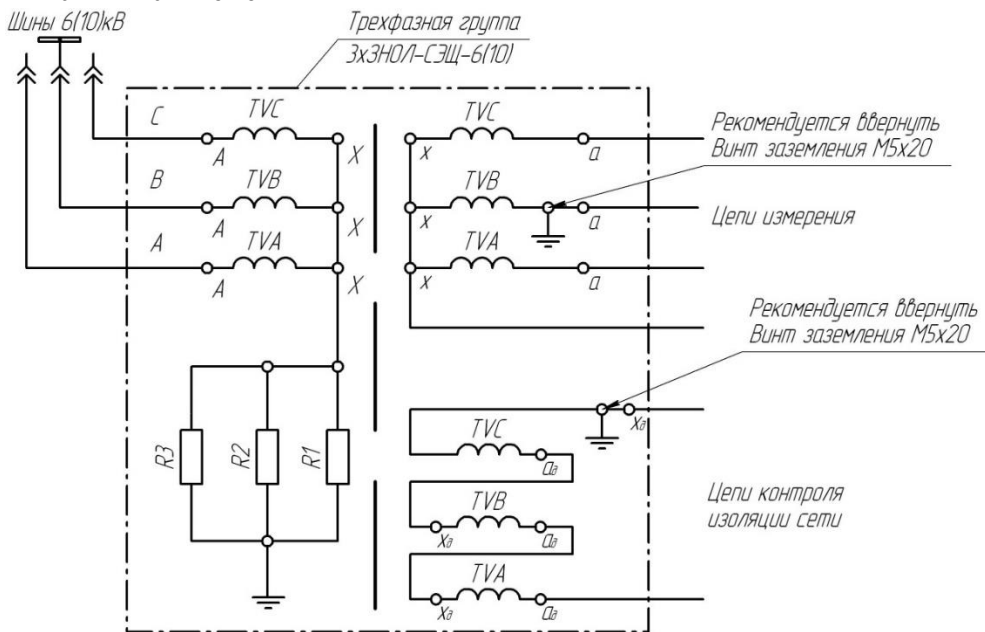 Шины 6(10)кВ
Трехфазная группа
3хЗНОЛ-СЭЩ-6(10)
C
TVC
A
X
B
TVB
A
X
A
TVA
A
X
TVC
x
a
TVB
x
a
TVA
x
a
Рекомендуется ввернуть
Винт заземления М5х20
Цепи измерения
Рекомендуется ввернуть
Винт заземления М5х20
R3
R2
R1
xд
TVC
aд
TVB
xд
aд
TVA
xд
aд
Цепи контроля
изоляции сети